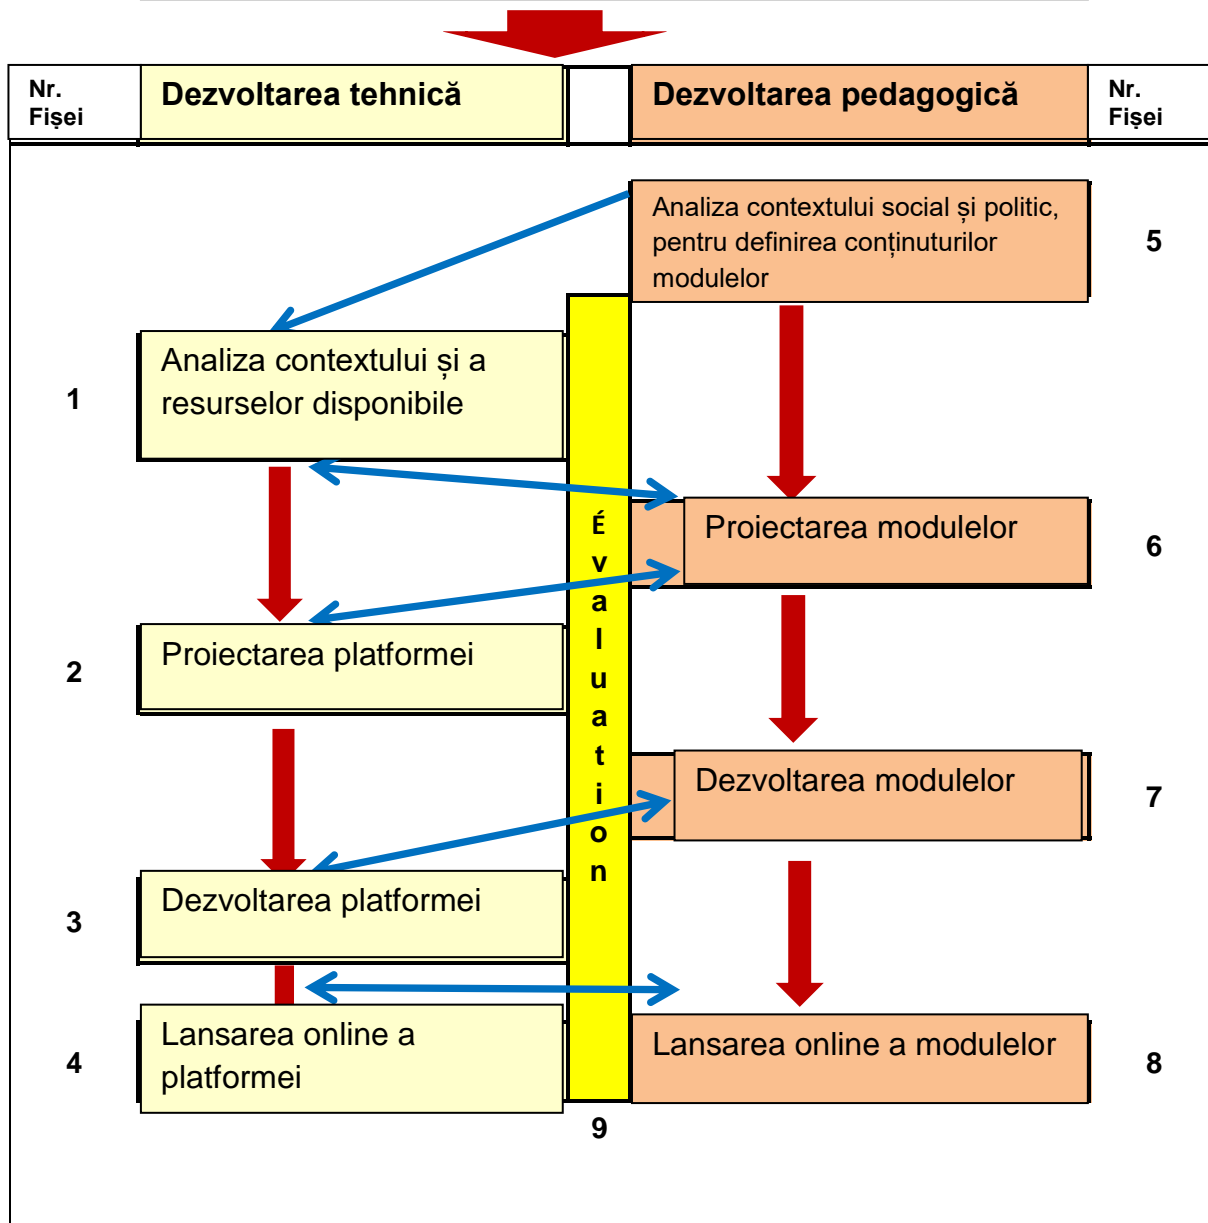 Nr.
Fișei
Dezvoltarea tehnică
Dezvoltarea pedagogică
Nr.
Fișei
Analiza contextului social și politic,
pentru definirea conținuturilor
modulelor
5
1
Analiza contextului și a
resurselor disponibile
Évaluation
Proiectarea modulelor
6
2
Proiectarea platformei
Dezvoltarea modulelor
7
3
Dezvoltarea platformei
4
Lansarea online a
platformei
Lansarea online a modulelor
8
9